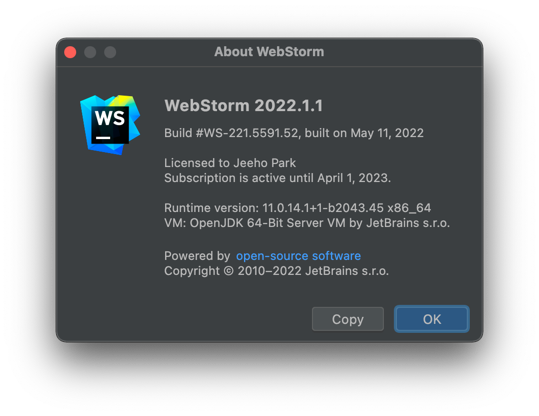 About WebStorm
WS
WebStorm 2022.1.1
Build #WS-221.5591.52, built on May 11, 2022
Licensed to Jeeho Park
Subscription is active until April 1, 2023.
Runtime version: 11.0.14.1+1-b2043.45 x86_64
VM: OpenJDK 64-Bit Server VM by JetBrains s.r.o.
Powered by open-source software
Copyright © 2010–2022 JetBrains s.r.o.
Copy OK